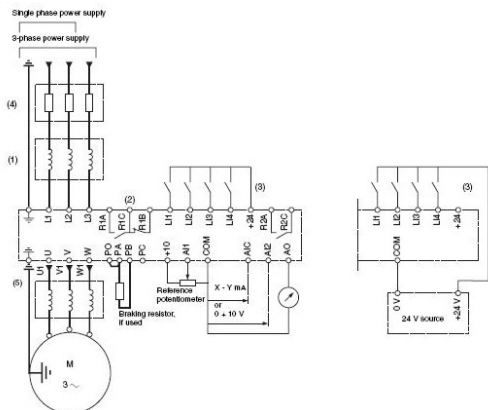 Single phase power supply
3-phase power supply
(4)
(1)
(2)
(3)
L1
L2
L3
R1A
R1C
R1B
LI1
LI2
LI3
LI4
+24
R2A
R2C
U
V
W
PO
PA
PB
PC
+10
AI1
COM
AIC
AI2
AO
(5)
U1
V1
W1
Reference
potentiometer
X - Y mA
or
0 + 10 V
Braking resistor,
if used
M
3 ~
(3)
LI1
LI2
LI3
LI4
+24
COM
0 V
+24 V
24 V source